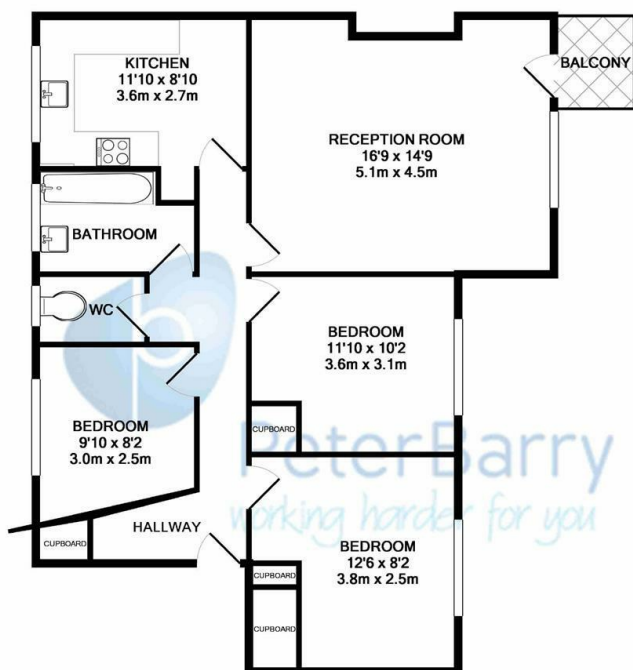 KITCHEN
11'10 x 8'10
3.6m x 2.7m
BALCONY
RECEPTION ROOM
16'9 x 14'9
5.1m x 4.5m
BATHROOM
WC
BEDROOM
11'10 x 10'2
3.6m x 3.1m
BEDROOM
9'10 x 8'2
3.0m x 2.5m
CUPBOARD
PeterBarry
working harder for you
HALLWAY
CUPBOARD
BEDROOM
12'6 x 8'2
3.8m x 2.5m
CUPBOARD
CUPBOARD